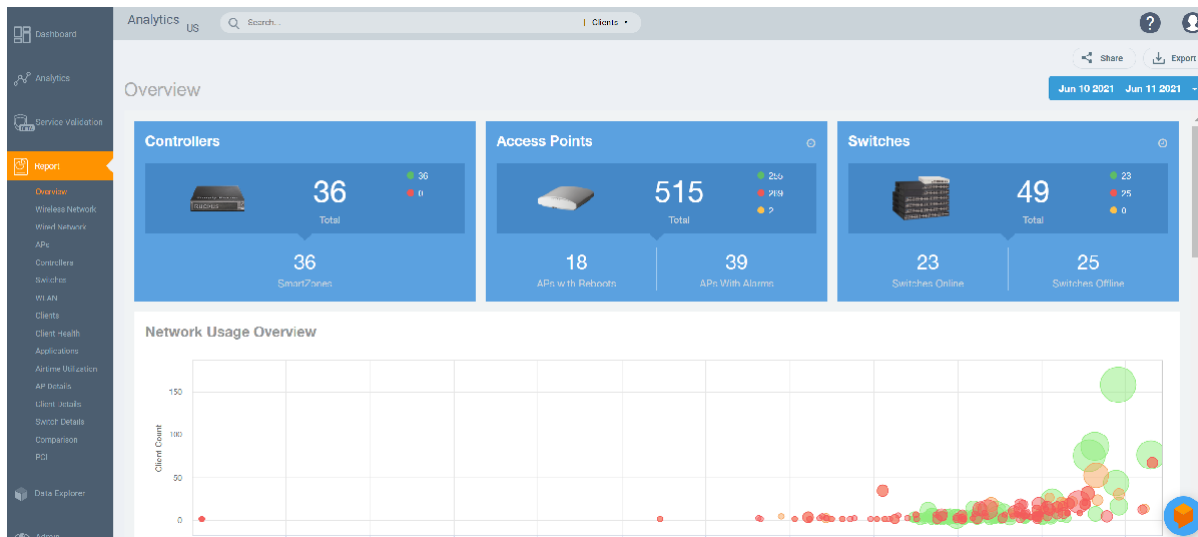 Dashboard
Analytics
Service Validation
BETA
Report
Overview
Wireless Network
Wired Network
APs
Controllers
Switches
WLAN
Clients
Client Health
Applications
Airtime Utilization
AP Details
Client Details
Switch Details
Comparison
PCI
Data Explorer
Admin
Analytics US
Search...
Clients
?
Share
Export
Overview
Jun 10 2021 Jun 11 2021
Controllers
36
Total
36
0
36
SmartZones
Access Points
515
Total
255
2
18
APs with Reboots
39
APs With Alarms
Switches
49
Total
23
25
0
23
Switches Online
25
Switches Offline
Network Usage Overview
Client Count
150
100
50
0